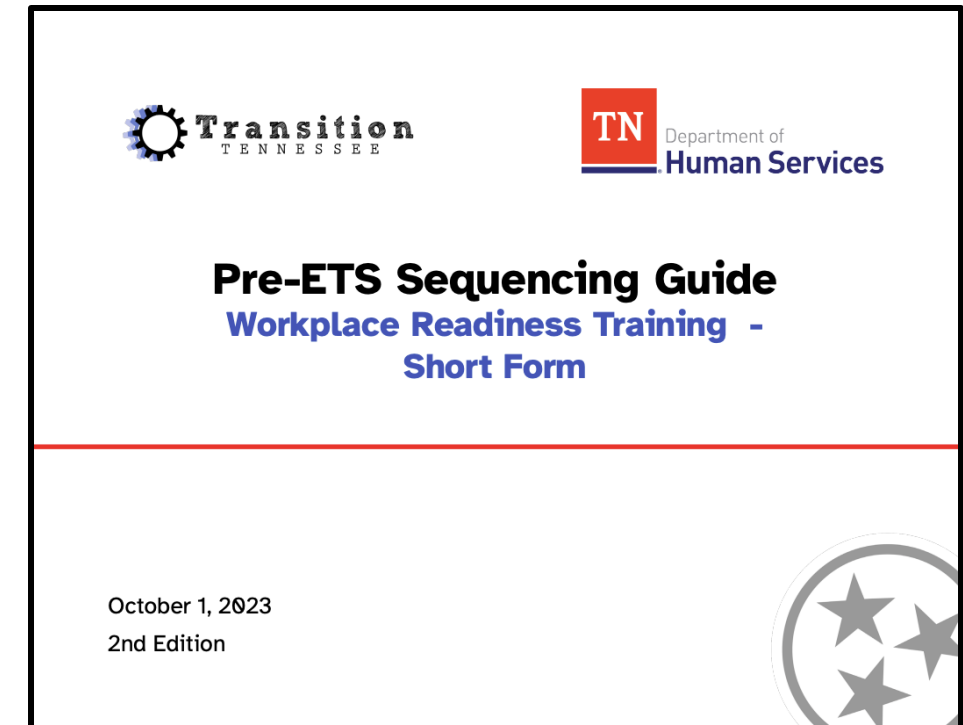 Transition
TENNESSEE
TN
Department of
Human Services
Pre-ETS Sequencing Guide
Workplace Readiness Training -
Short Form
October 1, 2023
2nd Edition